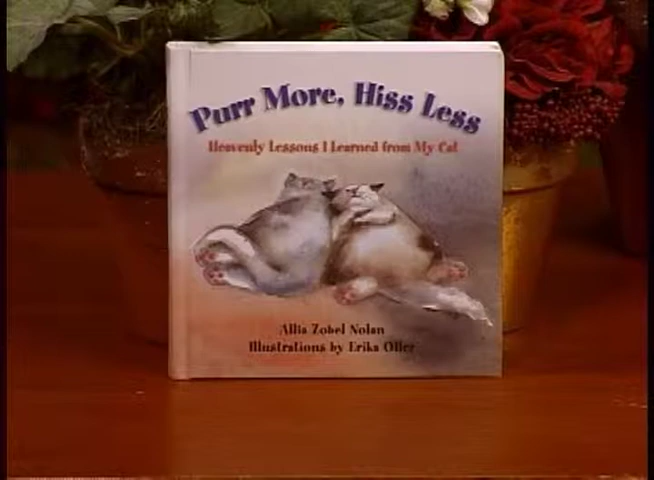 Purr More, Hiss Less
Heavenly Lessons I Learned from My Cat
Allia Zobel Nolan
Illustrations by Erika Oller